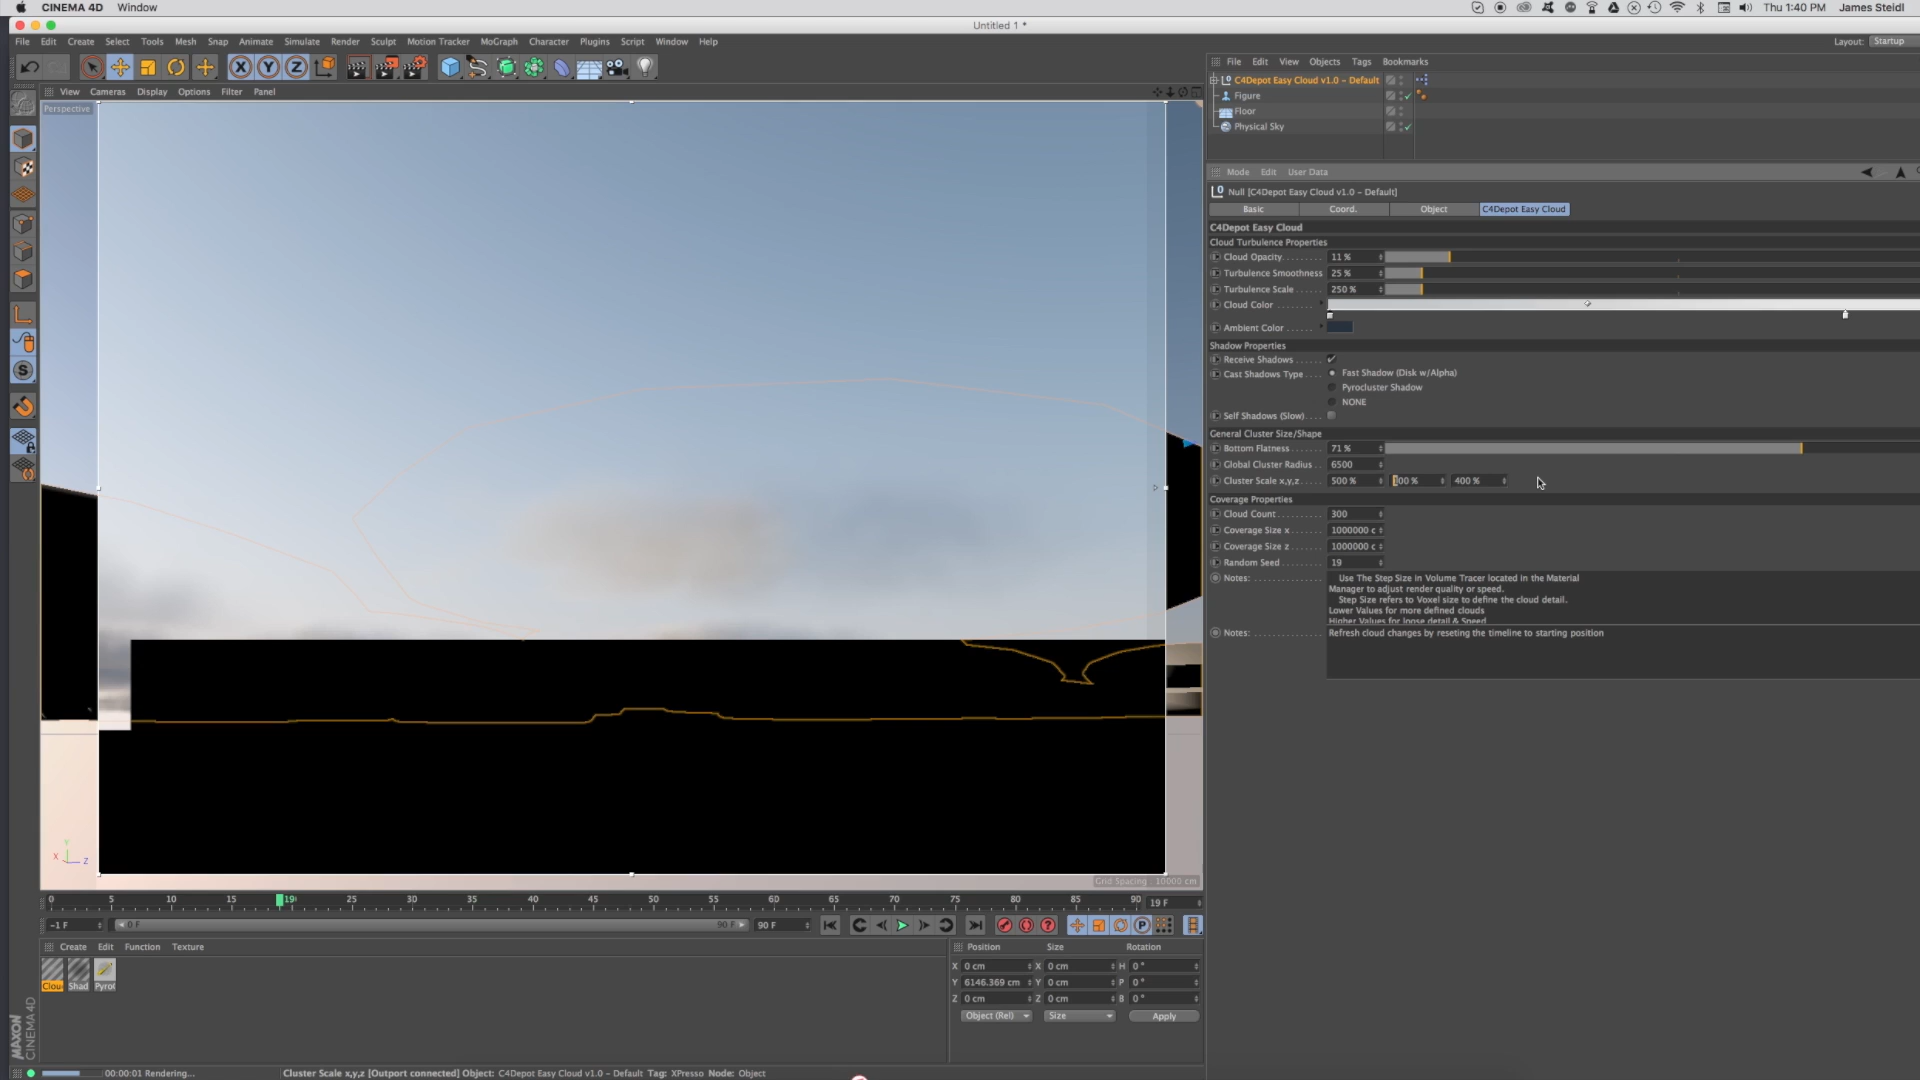 CINEMA 4D Window Thu 1:40 PM James Steidl
Untitled 1 *
File Edit Create Select Tools Mesh Snap Animate Simulate Render Sculpt Motion Tracker MoGraph Character Plugins Script Window Help Layout: Startup
File Edit View Objects Tags Bookmarks
C4Depot Easy Cloud v1.0 - Default
Figure
Floor
Physical Sky
View Cameras Display Options Filter Panel
Perspective
Mode Edit User Data
Null [C4Depot Easy Cloud v1.0 - Default]
Basic Coord. Object C4Depot Easy Cloud
C4Depot Easy Cloud
Cloud Turbulence Properties
Cloud Opacity 11 %
Turbulence Smoothness 25 %
Turbulence Scale 250 %
Cloud Color
Ambient Color
Shadow Properties
Receive Shadows
Cast Shadows Type Fast Shadow (Disk w/Alpha)
Pyrocluster Shadow
NONE
Self Shadows (Slow)
General Cluster Size/Shape
Bottom Flatness 71 %
Global Cluster Radius 6500
Cluster Scale x,y,z 500 % 100 % 400 %
Coverage Properties
Cloud Count 300
Coverage Size x 1000000 c
Coverage Size z 1000000 c
Random Seed 19
Notes: Use The Step Size in Volume Tracer located in the Material
Manager to adjust render quality or speed.
Step Size refers to Voxel size to define the cloud detail.
Lower Values for more defined clouds
Higher Values for loose detail & Speed
Notes: Refresh cloud changes by reseting the timeline to starting position
Y
X Z
Grid Spacing : 10000 cm
0 5 10 15 19 25 30 35 40 45 50 55 60 65 70 75 80 85 90 19 F
-1 F 0 F 90 F 90 F
Create Edit Function Texture
Clou Shad Pyro
Position Size Rotation
X 0 cm X 0 cm H 0 °
Y 6146.369 cm Y 0 cm P 0 °
Z 0 cm Z 0 cm B 0 °
Object (Rel) Size Apply
MAXON
CINEMA 4D
00:00:01 Rendering... Cluster Scale x,y,z [Outport connected] Object: C4Depot Easy Cloud v1.0 - Default Tag: XPresso Node: Object